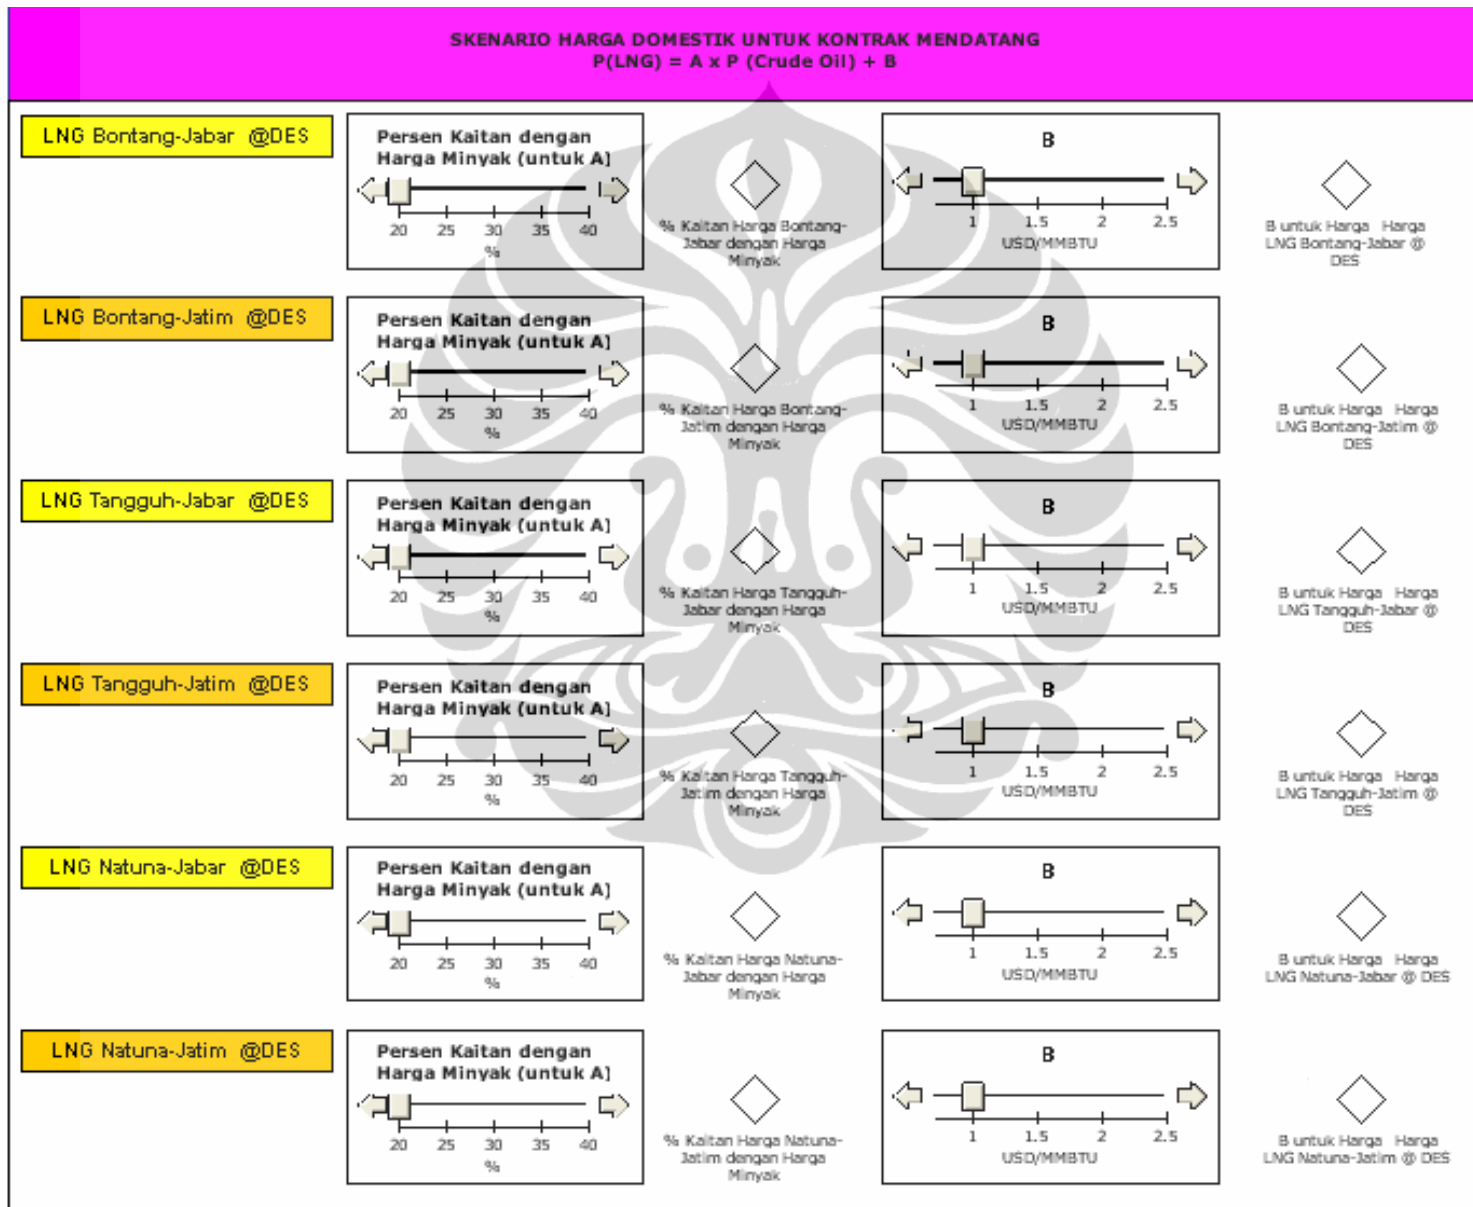 SKENARIO HARGA DOMESTIK UNTUK KONTRAK MENDATANG
P(LNG) = A x P (Crude Oil) + B
LNG Bontang-Jabar @DES
Persen Kaitan dengan
Harga Minyak (untuk A)
20 25 30 35 40
%
% Kaitan Harga Bontang-
Jabar dengan Harga
Minyak
B
1 1.5 2 2.5
USD/MMBTU
B untuk Harga Harga
LNG Bontang-Jabar @
DES
LNG Bontang-Jatim @DES
Persen Kaitan dengan
Harga Minyak (untuk A)
20 25 30 35 40
%
% Kaitan Harga Bontang-
Jatim dengan Harga
Minyak
B
1 1.5 2 2.5
USD/MMBTU
B untuk Harga Harga
LNG Bontang-Jatim @
DES
LNG Tangguh-Jabar @DES
Persen Kaitan dengan
Harga Minyak (untuk A)
20 25 30 35 40
%
% Kaitan Harga Tangguh-
Jabar dengan Harga
Minyak
B
1 1.5 2 2.5
USD/MMBTU
B untuk Harga Harga
LNG Tangguh-Jabar @
DES
LNG Tangguh-Jatim @DES
Persen Kaitan dengan
Harga Minyak (untuk A)
20 25 30 35 40
%
% Kaitan Harga Tangguh-
Jatim dengan Harga
Minyak
B
1 1.5 2 2.5
USD/MMBTU
B untuk Harga Harga
LNG Tangguh-Jatim @
DES
LNG Natuna-Jabar @DES
Persen Kaitan dengan
Harga Minyak (untuk A)
20 25 30 35 40
%
% Kaitan Harga Natuna-
Jabar dengan Harga
Minyak
B
1 1.5 2 2.5
USD/MMBTU
B untuk Harga Harga
LNG Natuna-Jabar @ DES
LNG Natuna-Jatim @DES
Persen Kaitan dengan
Harga Minyak (untuk A)
20 25 30 35 40
%
% Kaitan Harga Natuna-
Jatim dengan Harga
Minyak
B
1 1.5 2 2.5
USD/MMBTU
B untuk Harga Harga
LNG Natuna-Jatim @ DES